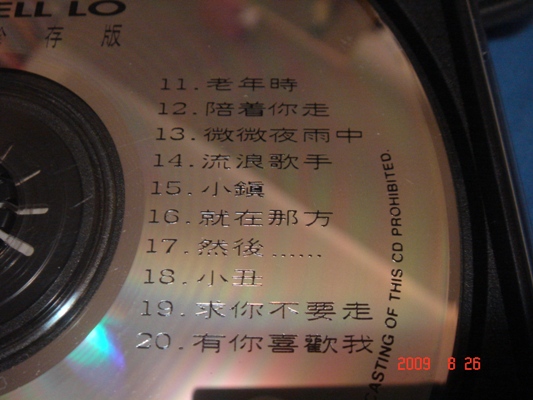 ELL LO
存版
11.老年時
12.陪着你走
13.微微夜雨中
14.流浪歌手
15.小鎮
16.就在那方
17.然後......
18.小丑
19.求你不要走
20.有你喜歡我
CASTING OF THIS CD PROHIBITED.
2009 8 26